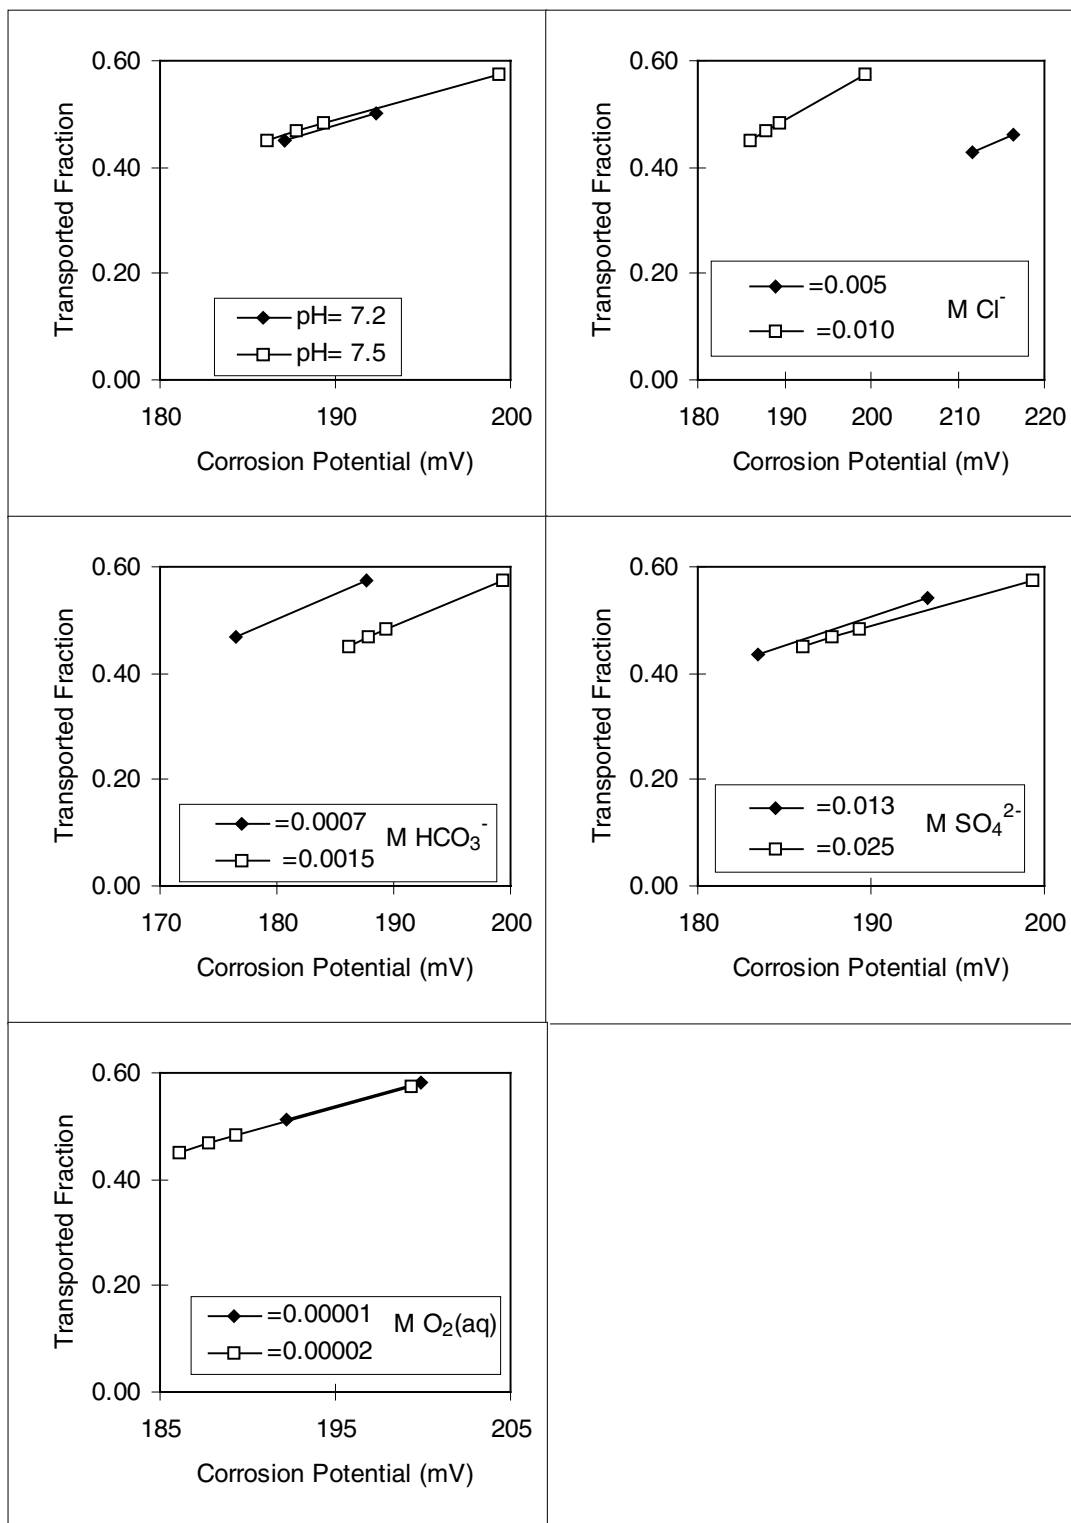 0.60
0.40
0.20
0.00
Transported Fraction
pH= 7.2
pH= 7.5
180 190 200
Corrosion Potential (mV)
0.60
0.40
0.20
0.00
Transported Fraction
=0.005
=0.010
M Cl⁻
180 190 200 210 220
Corrosion Potential (mV)
0.60
0.40
0.20
0.00
Transported Fraction
=0.0007
=0.0015
M HCO₃⁻
170 180 190 200
Corrosion Potential (mV)
0.60
0.40
0.20
0.00
Transported Fraction
=0.013
=0.025
M SO₄²⁻
180 190 200
Corrosion Potential (mV)
0.60
0.40
0.20
0.00
Transported Fraction
=0.00001
=0.00002
M O₂(aq)
185 195 205
Corrosion Potential (mV)